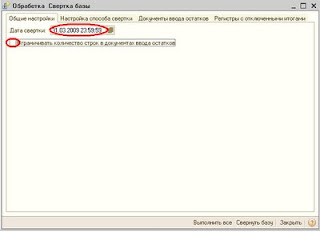 Обработка Свертка базы
Общие настройки Настройка способа свертки Документы ввода остатков Регистры с отключенными итогами
Дата свертки: 01.03.2009 23:59:59
Ограничивать количество строк в документах ввода остатков
Выполнить все Свернуть базу Закрыть